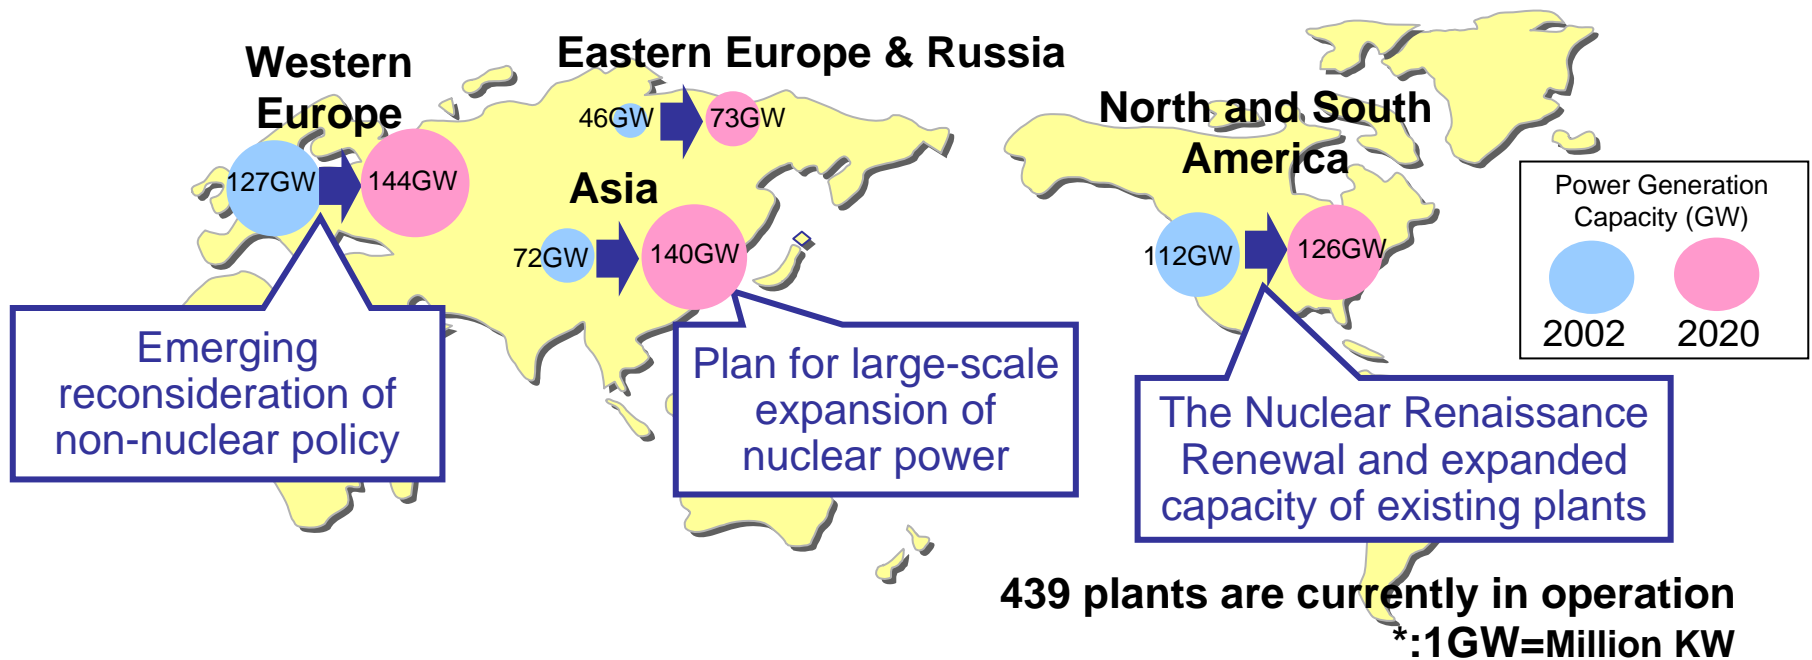 Western
Europe
127GW
144GW
Eastern Europe & Russia
46GW
73GW
Asia
72GW
140GW
North and South
America
112GW
126GW
Power Generation
Capacity (GW)
2002
2020
Emerging
reconsideration of
non-nuclear policy
Plan for large-scale
expansion of
nuclear power
The Nuclear Renaissance
Renewal and expanded
capacity of existing plants
439 plants are currently in operation
*:1GW=Million KW